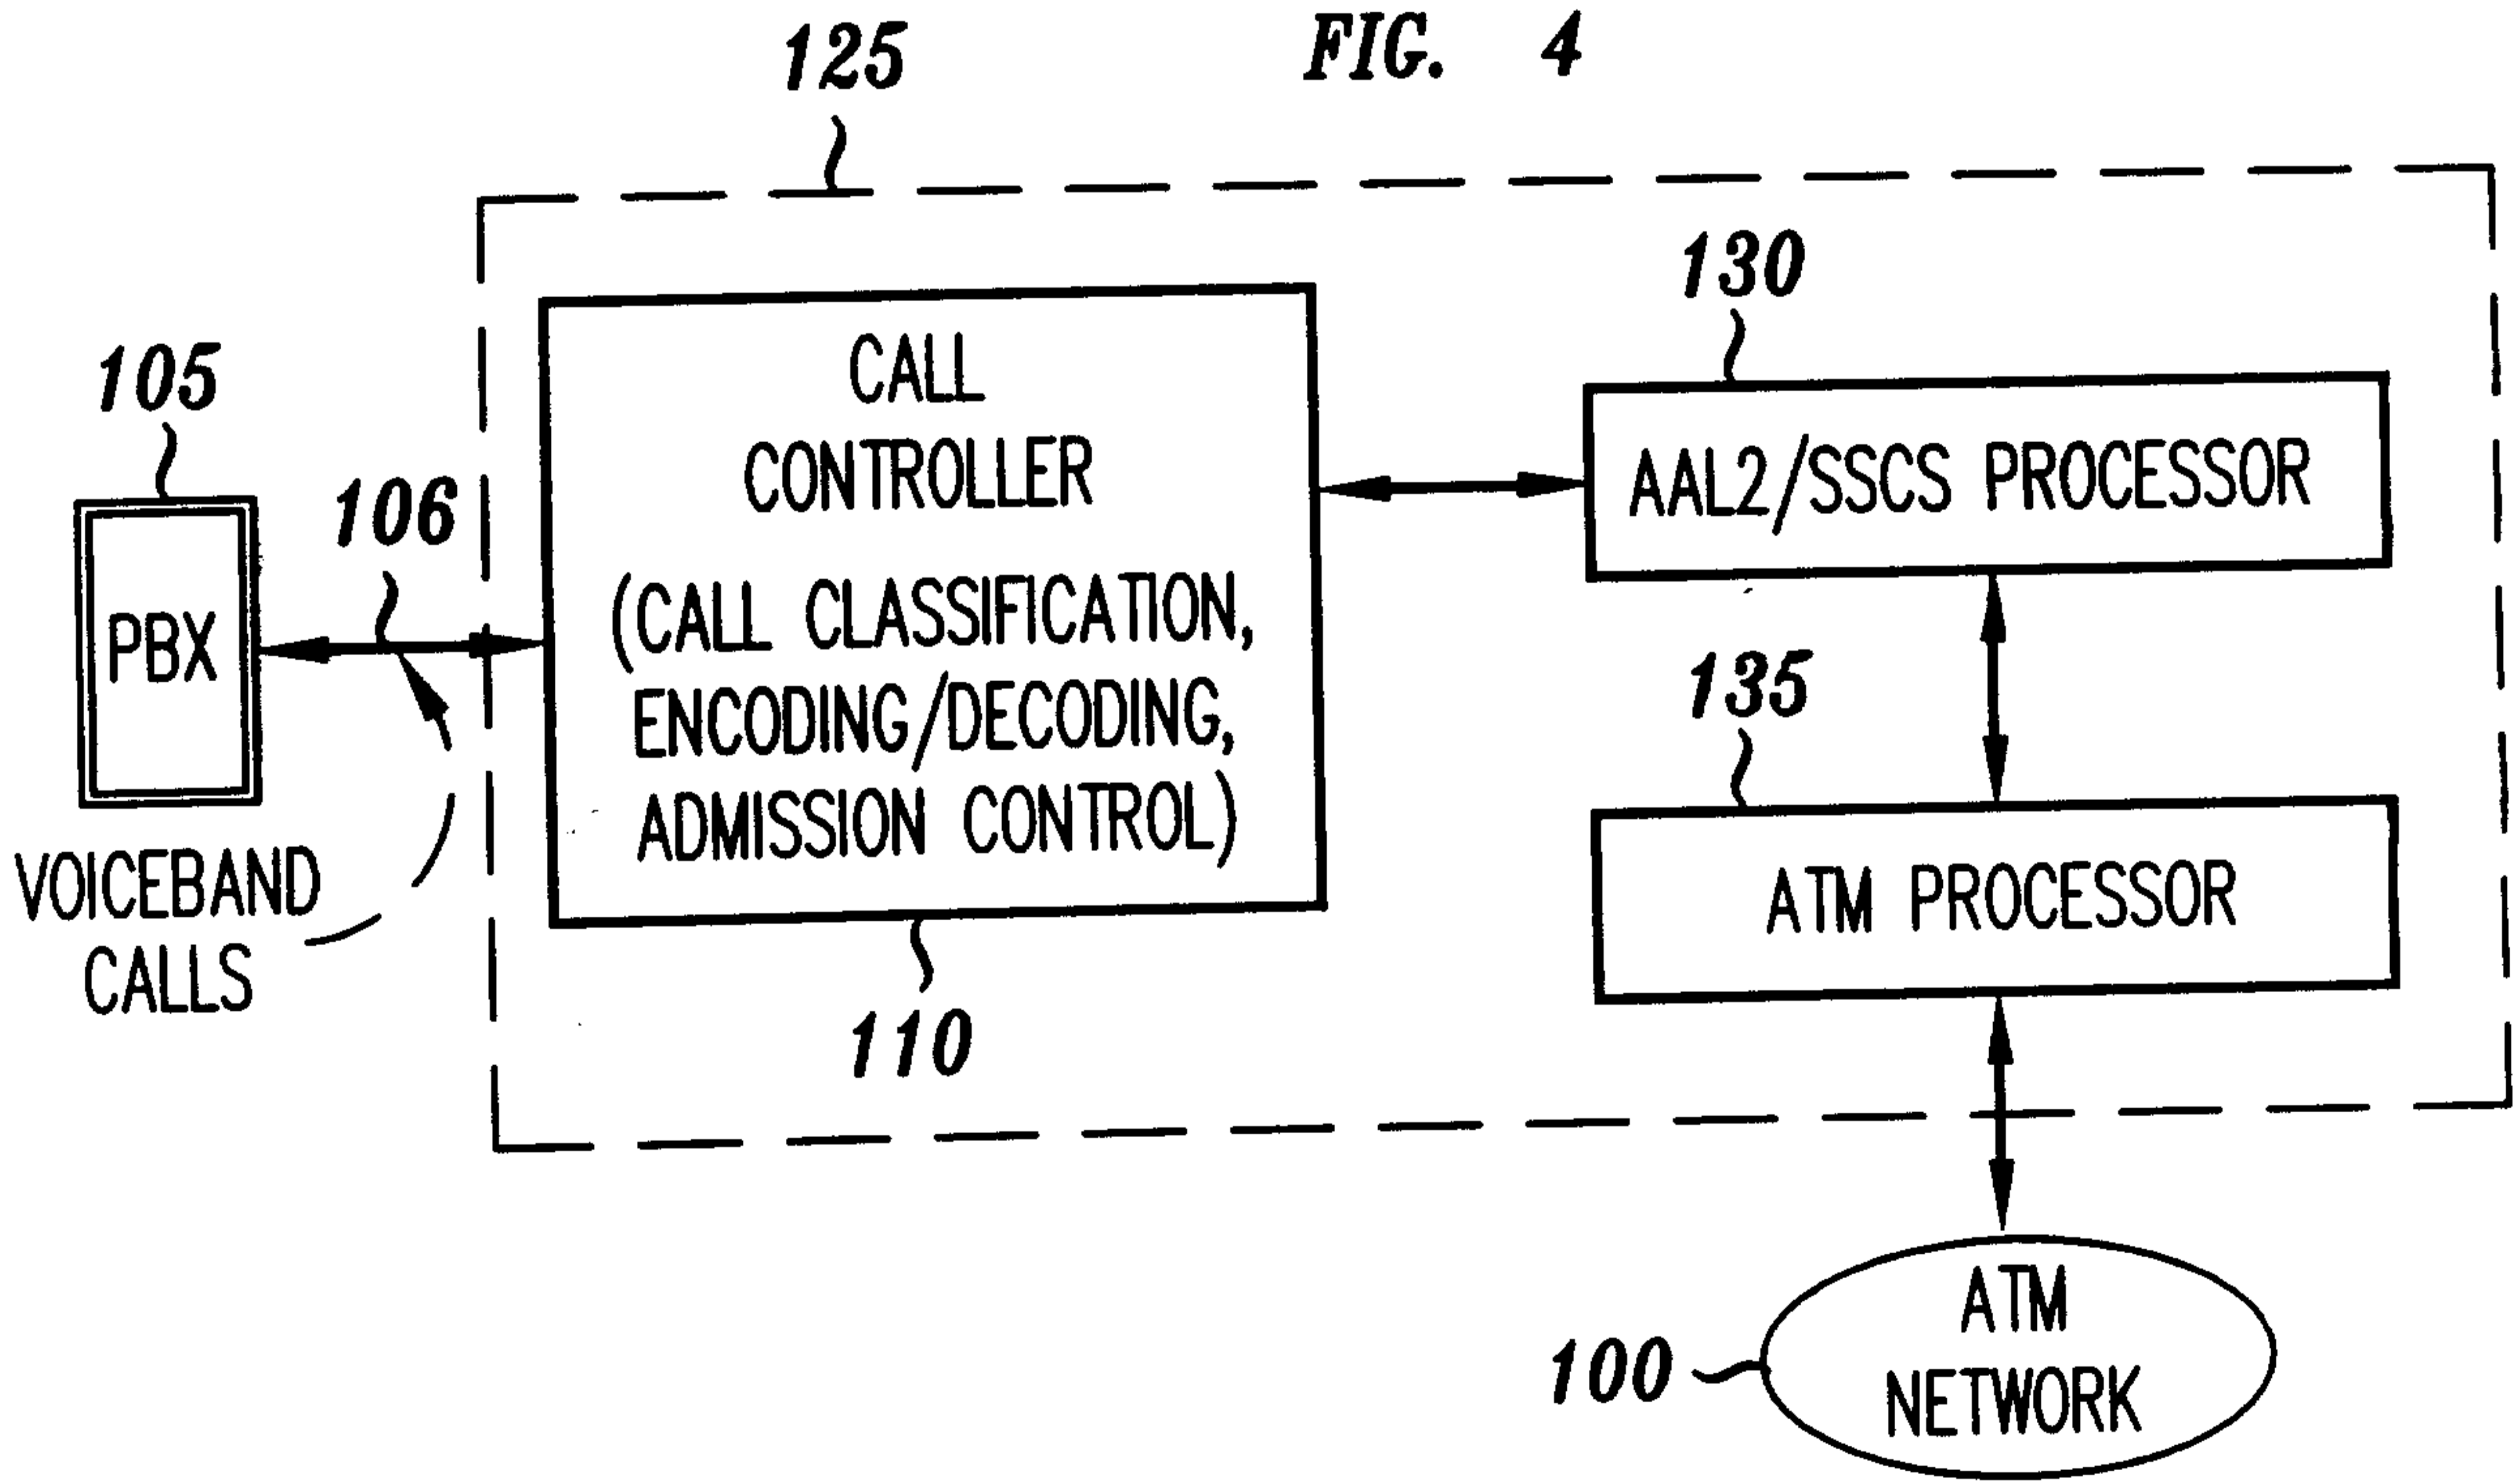 FIG. 4
125
130
105
106
CALL
CONTROLLER
(CALL CLASSIFICATION,
ENCODING/DECODING,
ADMISSION CONTROL)
AAL2/SSCS PROCESSOR
PBX
135
VOICEBAND
CALLS
ATM PROCESSOR
110
100
ATM
NETWORK